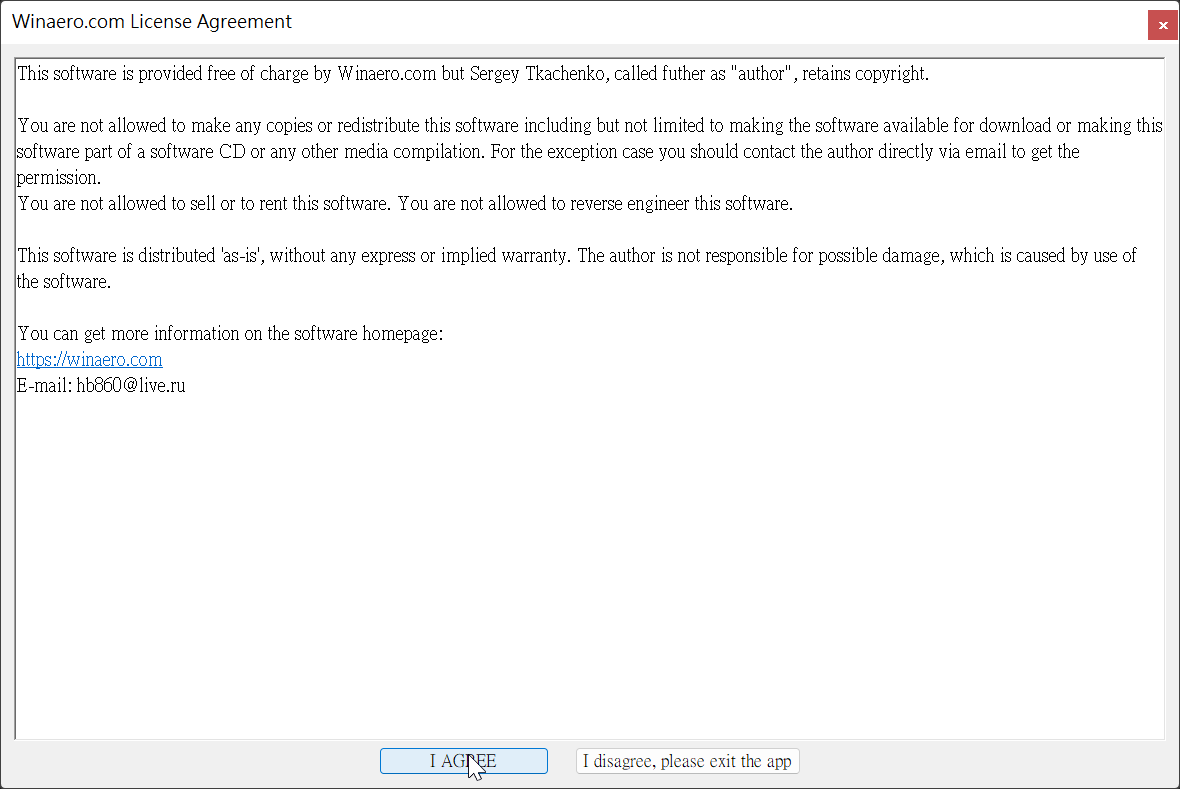 Winaero.com License Agreement
This software is provided free of charge by Winaero.com but Sergey Tkachenko, called futher as "author", retains copyright.
You are not allowed to make any copies or redistribute this software including but not limited to making the software available for download or making this
software part of a software CD or any other media compilation. For the exception case you should contact the author directly via email to get the
permission.
You are not allowed to sell or to rent this software. You are not allowed to reverse engineer this software.
This software is distributed 'as-is', without any express or implied warranty. The author is not responsible for possible damage, which is caused by use of
the software.
You can get more information on the software homepage:
https://winaero.com
E-mail: hb860@live.ru
I AGREE
I disagree, please exit the app